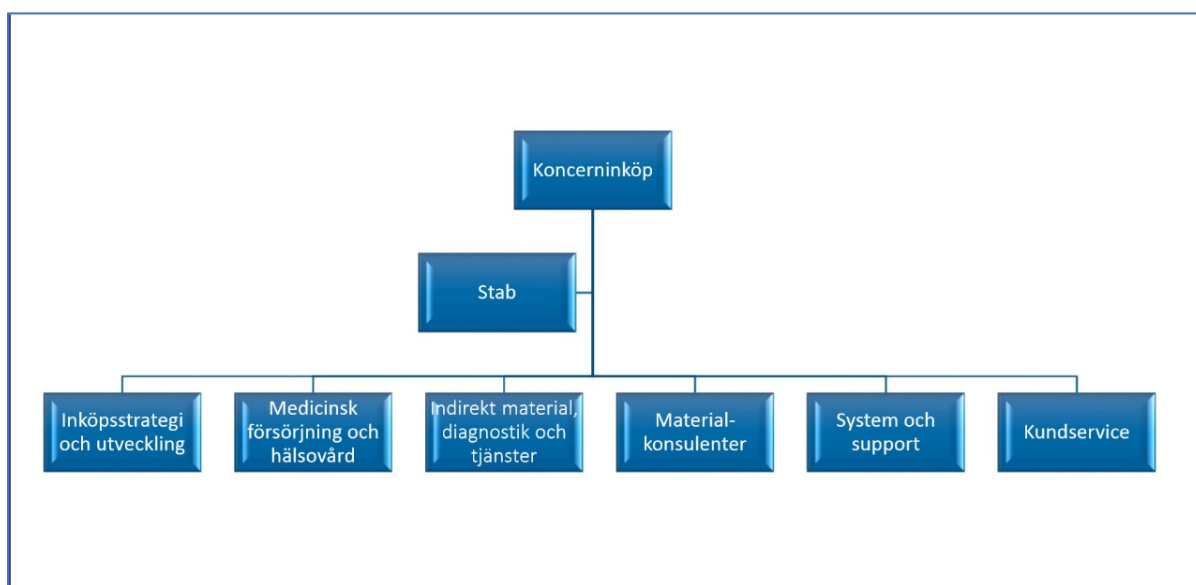 Koncerninköp
Stab
Inköpsstrategi
och utveckling
Medicinsk
försörjning och
hälsovård
Indirekt material,
diagnostik och
tjänster
Material-
konsulenter
System och
support
Kundservice